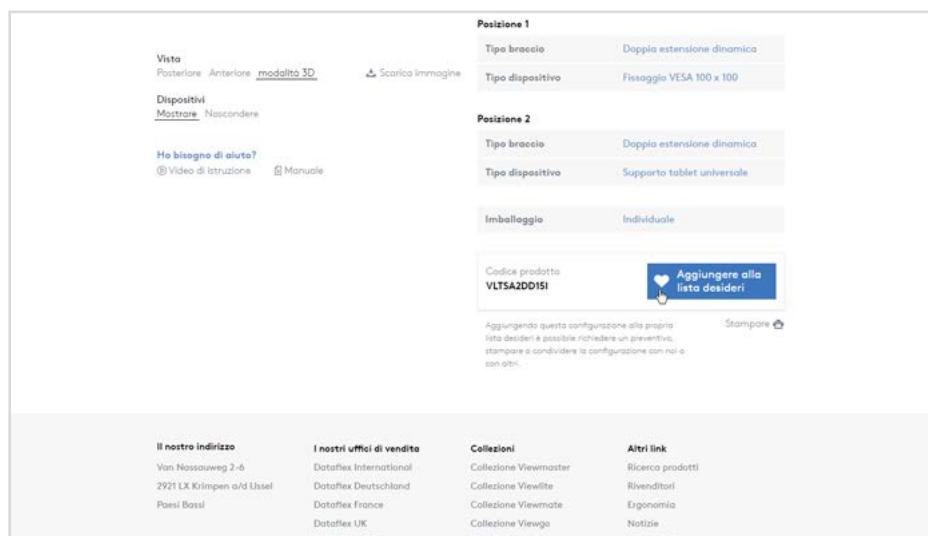 Posizione 1
Tipo braccio Doppia estensione dinamica
Tipo dispositivo Fissaggio VESA 100 x 100
Vista
Posteriore Anteriore modalità 3D Scarica immagine
Dispositivi
Mostrare Nascondere
Posizione 2
Tipo braccio Doppia estensione dinamica
Tipo dispositivo Supporto tablet universale
Ho bisogno di aiuto?
Video di istruzione Manuale
Imballaggio Individuale
Codice prodotto
VLTSA2DD15I
Aggiungere alla
lista desideri
Aggiungendo questa configurazione alla propria
lista desideri è possibile richiedere un preventivo,
stampare o condividere la configurazione con noi o
con altri.
Stampare
Il nostro indirizzo
Van Nassauweg 2-6
2921 LX Krimpen a/d IJssel
Paesi Bassi
I nostri uffici di vendita
Dataflex International
Dataflex Deutschland
Dataflex France
Dataflex UK
Collezioni
Collezione Viewmaster
Collezione Viewlite
Collezione Viewmate
Collezione Viewgo
Altri link
Ricerca prodotti
Rivenditori
Ergonomia
Notizie